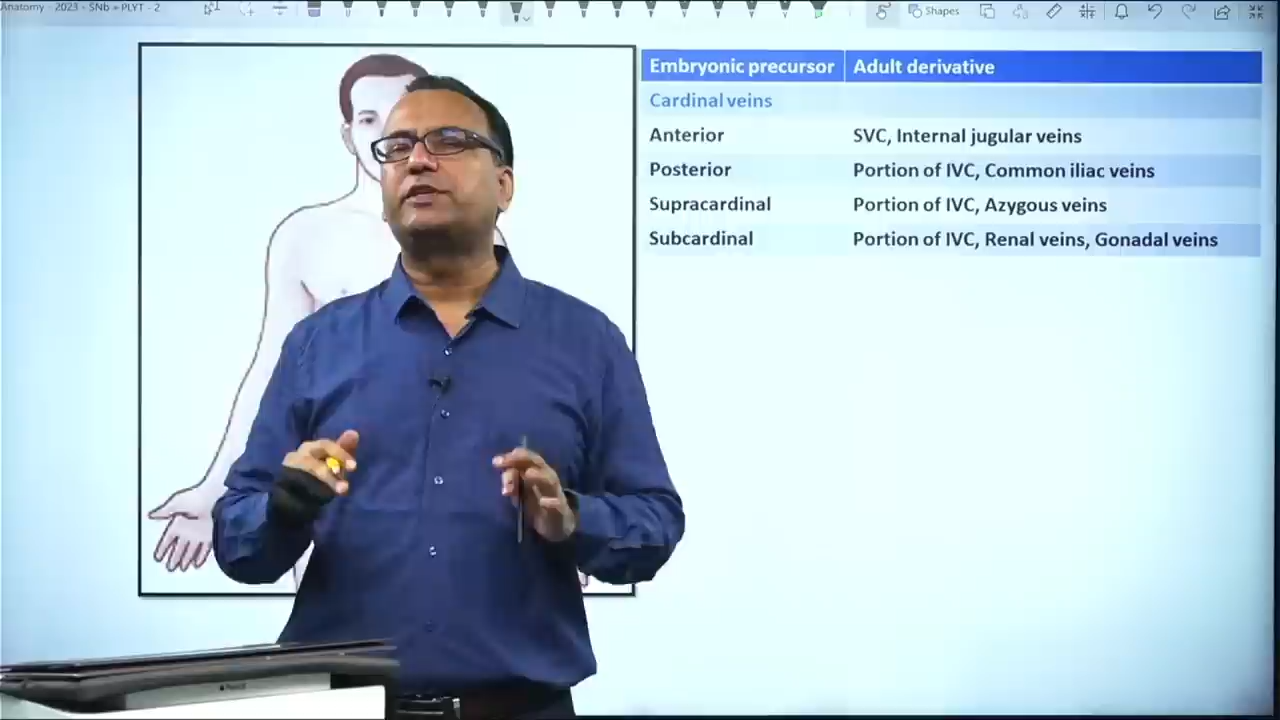 Anatomy - 2023 - SNb » PLYT - 2
Shapes
Embryonic precursor Adult derivative
Cardinal veins
Anterior SVC, Internal jugular veins
Posterior Portion of IVC, Common iliac veins
Supracardinal Portion of IVC, Azygous veins
Subcardinal Portion of IVC, Renal veins, Gonadal veins